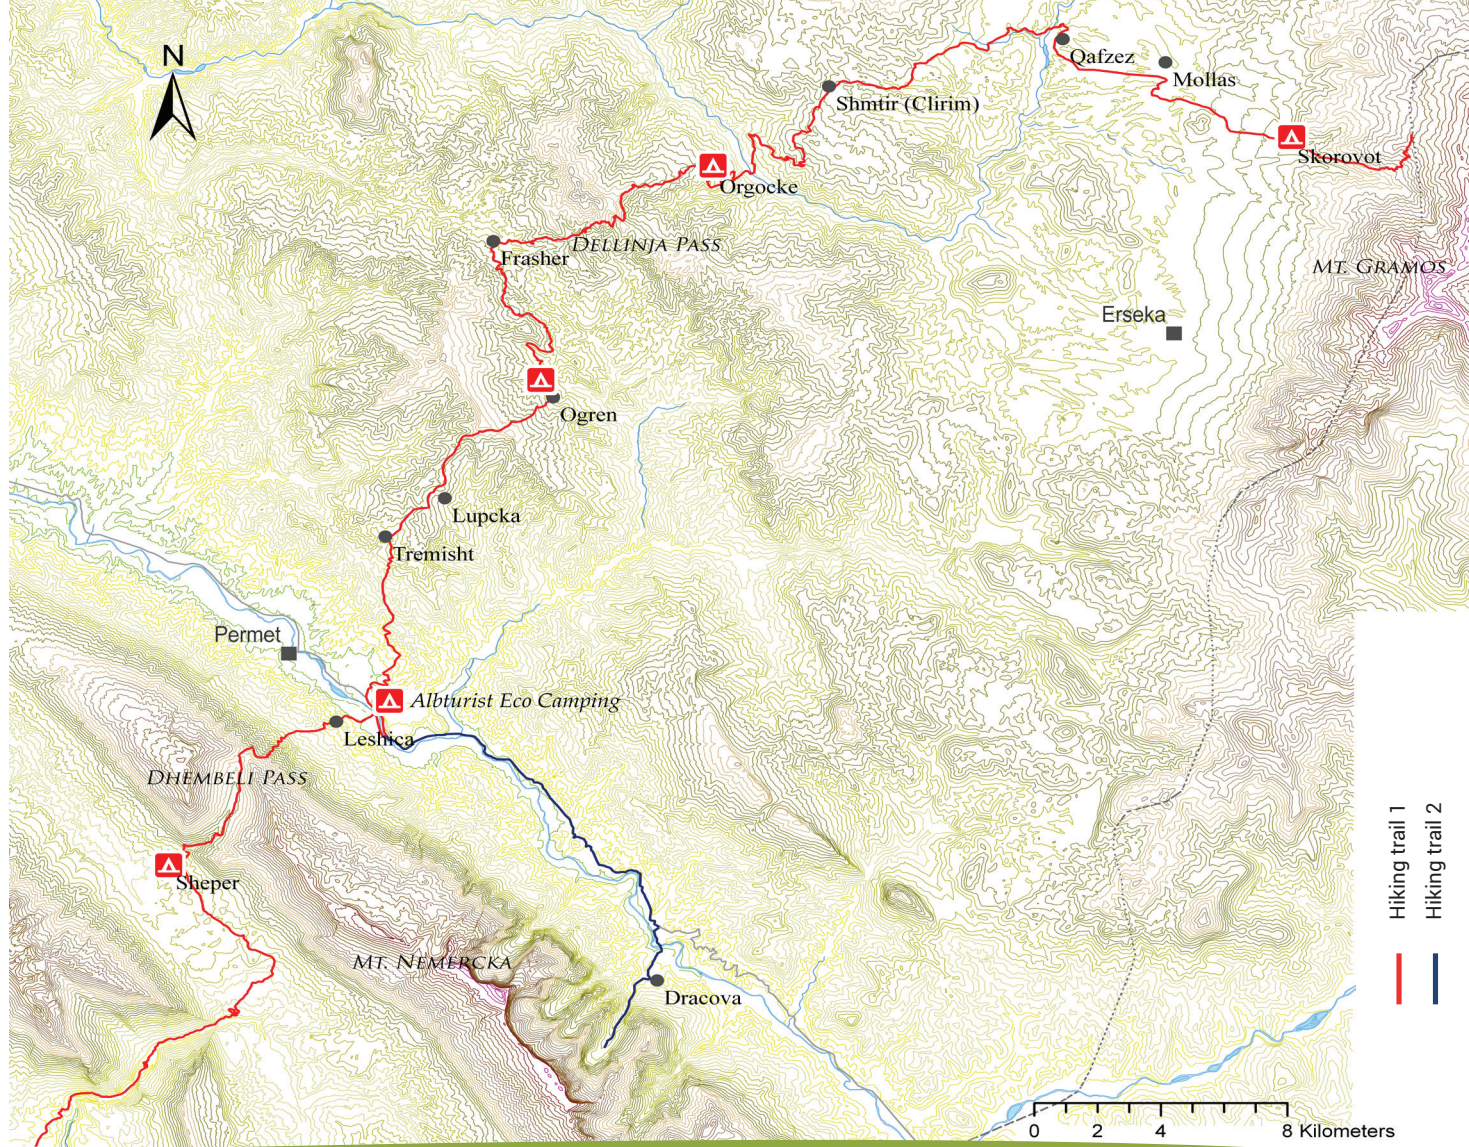 N
Qafzez
Mollas
Shmtir (Clirim)
Skorovot
Orgocke
Dellinja Pass
Frasher
Mt. Gramos
Erseka
Ogren
Lupcka
Tremisht
Permet
Albturist Eco Camping
Leshica
Dhembeli Pass
Sheper
Mt. Nemercka
Dracova
Hiking trail 1
Hiking trail 2
0 2 4 8 Kilometers